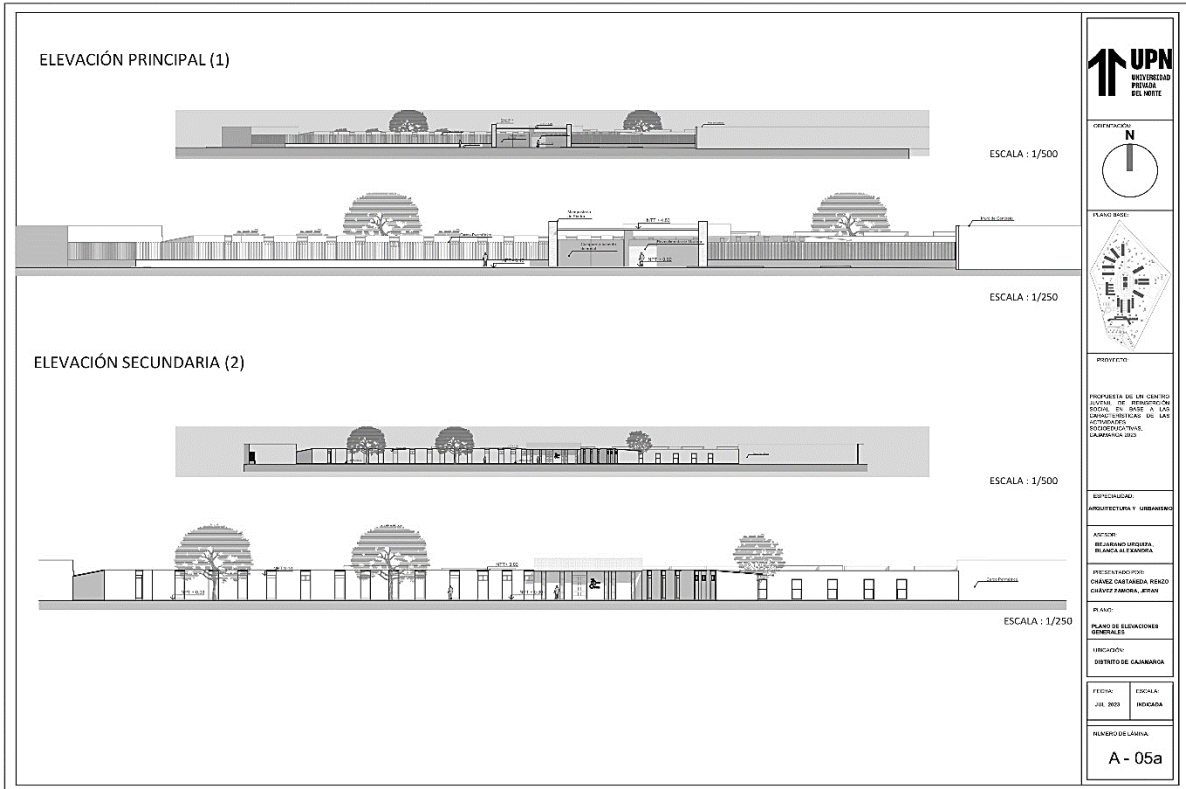 ELEVACIÓN PRINCIPAL (1)
ESCALA : 1/500
NTT + 4.02
ESCALA : 1/250
ELEVACIÓN SECUNDARIA (2)
ESCALA : 1/500
ESCALA : 1/250
UPN
UNIVERSIDAD
PRIVADA
DEL NORTE
ORIENTACIÓN:
N
PLANO BASE:
PROYECTO:
PROPUESTA DE UN CENTRO
JUVENIL DE REINSERCIÓN
SOCIAL EN BASE A LAS
CARACTERÍSTICAS DE LAS
ACTIVIDADES
SOCIOEDUCATIVAS,
CAJAMARCA 2023
ESPECIALIDAD:
ARQUITECTURA Y URBANISMO
ASESOR:
BEJARANO URQUIZA,
BLANCA ALEXANDRA
PRESENTADO POR:
CHÁVEZ CASTAÑEDA, RENZO
CHÁVEZ ZAMORA, JERAN
PLANO:
PLANO DE ELEVACIONES
GENERALES
UBICACIÓN:
DISTRITO DE CAJAMARCA
FECHA:
JUL 2023
ESCALA:
INDICADA
NUMERO DE LÁMINA:
A - 05a